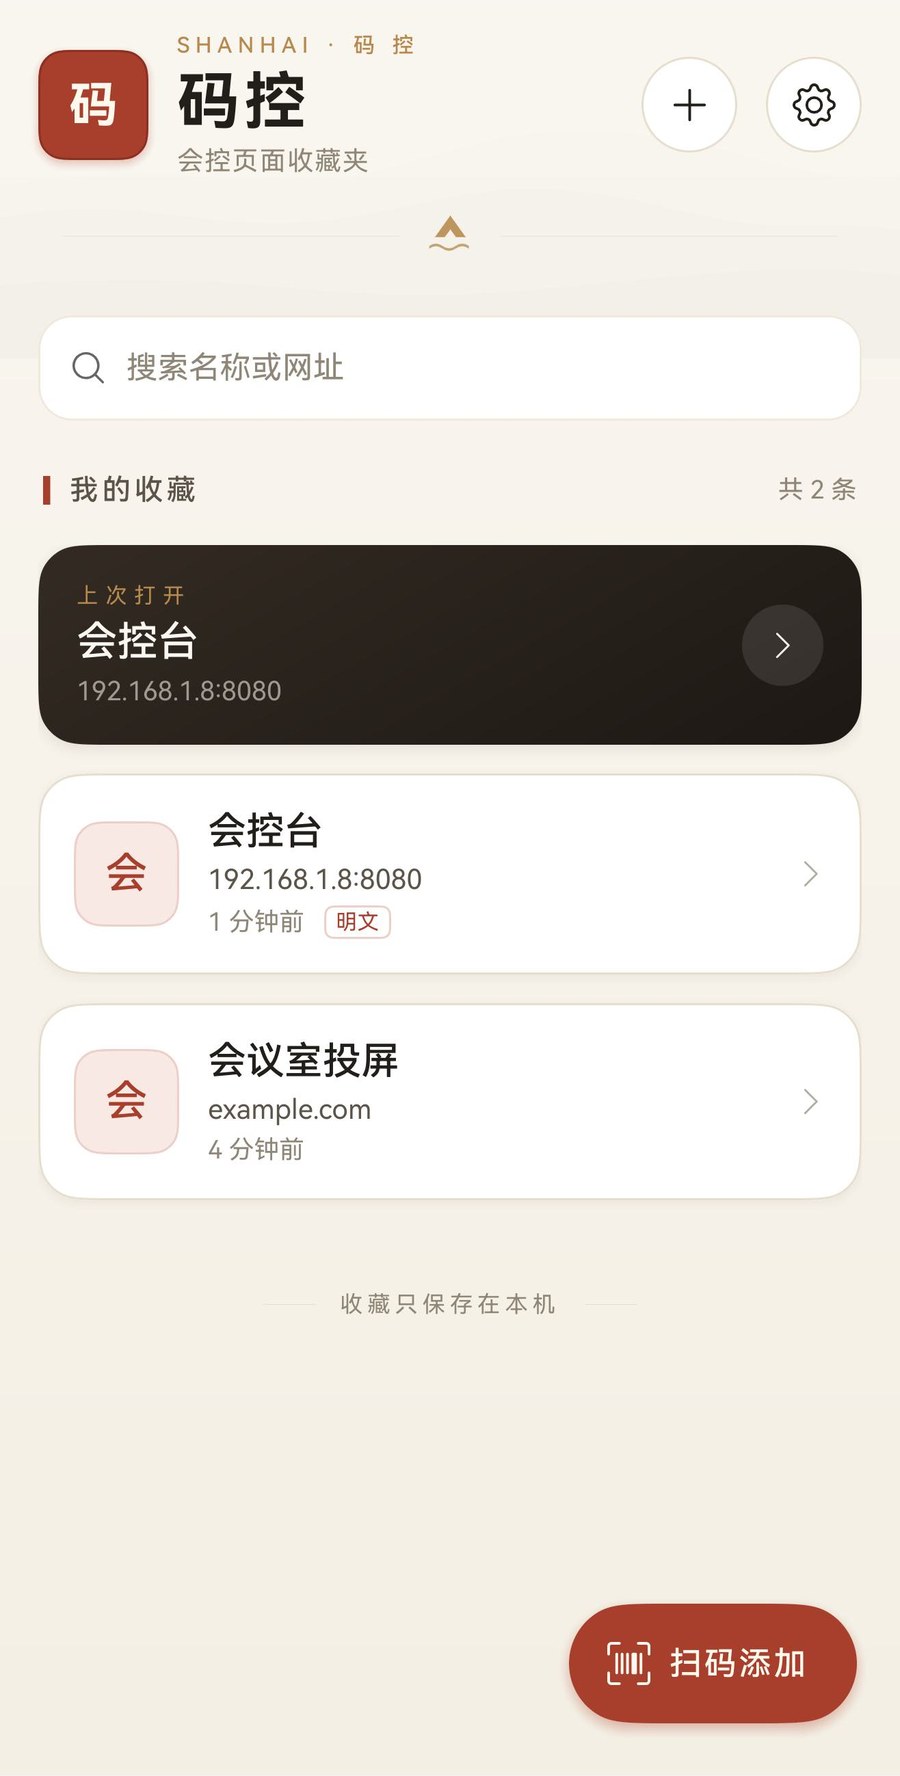 码
SHANHAI · 码 控
码控
会控页面收藏夹
搜索名称或网址
我的收藏
共 2 条
上次打开
会控台
192.168.1.8:8080
会
会控台
192.168.1.8:8080
1 分钟前 明文
会
会议室投屏
example.com
4 分钟前
收藏只保存在本机
扫码添加